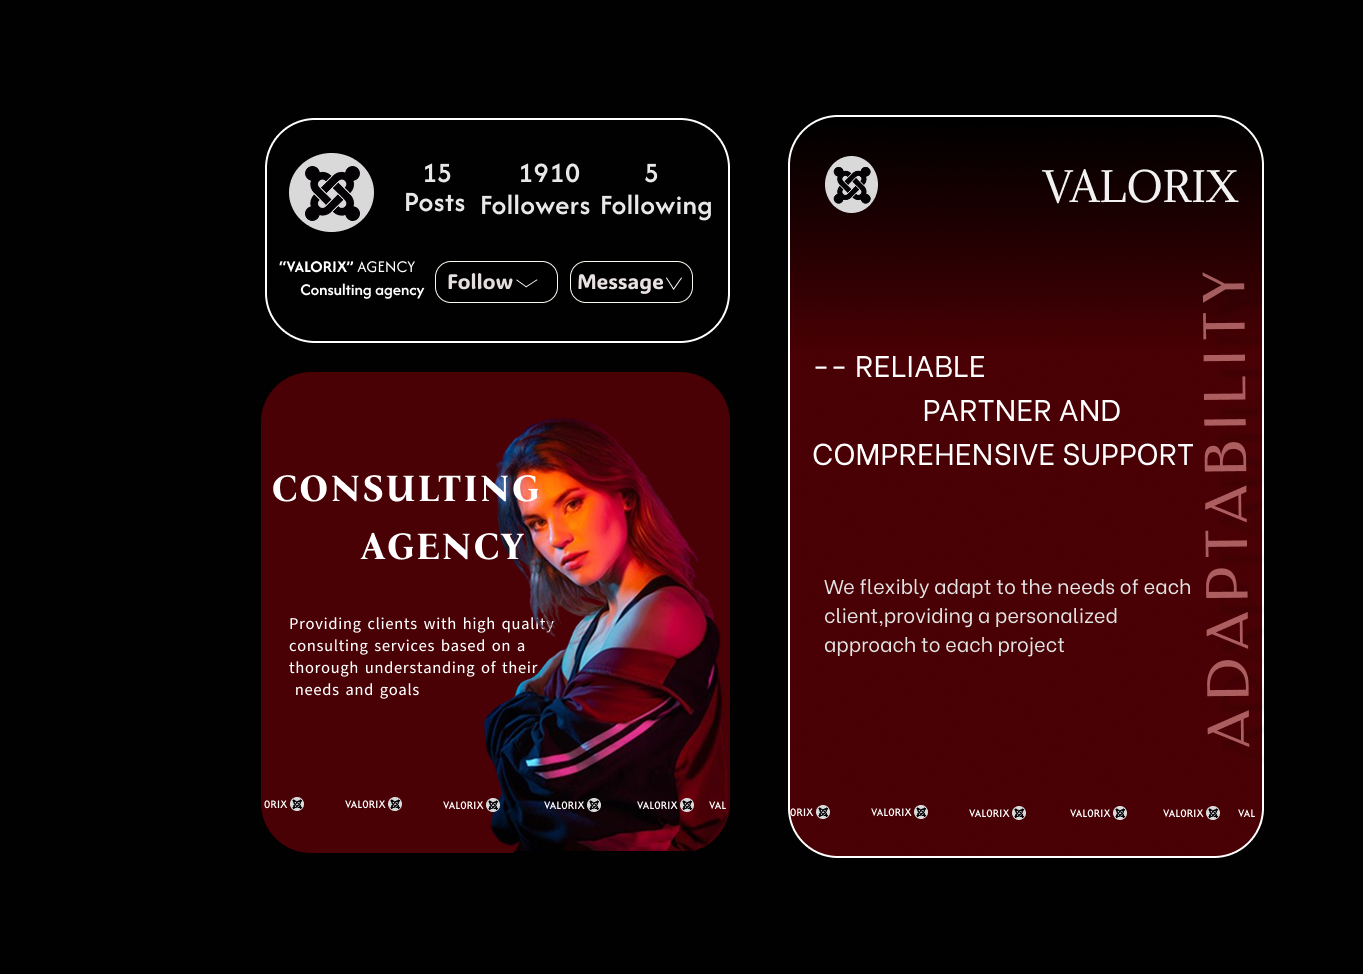 15 1910 5
Posts Followers Following
“VALORIX” AGENCY
Consulting agency
Follow
Message
CONSULTING
AGENCY
Providing clients with high quality
consulting services based on a
thorough understanding of their
needs and goals
ORIX VALORIX VALORIX VALORIX VALORIX VAL
VALORIX
-- RELIABLE
PARTNER AND
COMPREHENSIVE SUPPORT
ADAPTABILITY
We flexibly adapt to the needs of each
client,providing a personalized
approach to each project
ORIX VALORIX VALORIX VALORIX VALORIX VAL